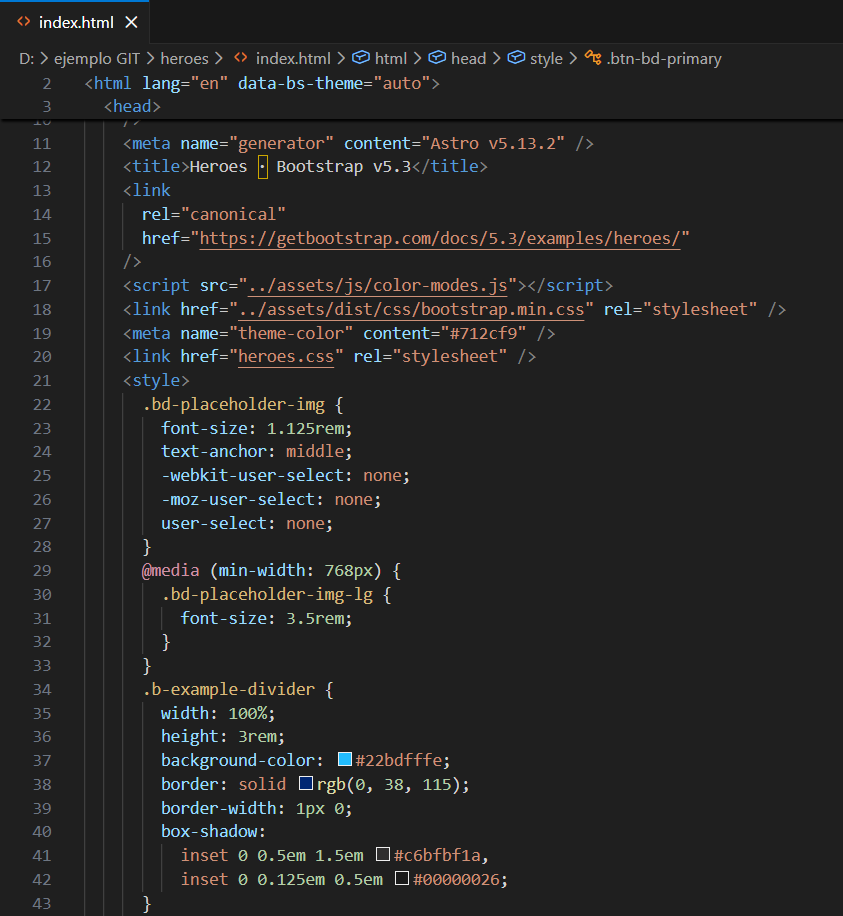 index.html
D: > ejemplo GIT > heroes > index.html > html > head > style > .btn-bd-primary
2 <html lang="en" data-bs-theme="auto">
3 <head>
10 />
11 <meta name="generator" content="Astro v5.13.2" />
12 <title>Heroes · Bootstrap v5.3</title>
13 <link
14 rel="canonical"
15 href="https://getbootstrap.com/docs/5.3/examples/heroes/"
16 />
17 <script src="../assets/js/color-modes.js"></script>
18 <link href="../assets/dist/css/bootstrap.min.css" rel="stylesheet" />
19 <meta name="theme-color" content="#712cf9" />
20 <link href="heroes.css" rel="stylesheet" />
21 <style>
22 .bd-placeholder-img {
23 font-size: 1.125rem;
24 text-anchor: middle;
25 -webkit-user-select: none;
26 -moz-user-select: none;
27 user-select: none;
28 }
29 @media (min-width: 768px) {
30 .bd-placeholder-img-lg {
31 font-size: 3.5rem;
32 }
33 }
34 .b-example-divider {
35 width: 100%;
36 height: 3rem;
37 background-color: #22bdfffe;
38 border: solid rgb(0, 38, 115);
39 border-width: 1px 0;
40 box-shadow:
41 inset 0 0.5em 1.5em #c6bfbf1a,
42 inset 0 0.125em 0.5em #00000026;
43 }